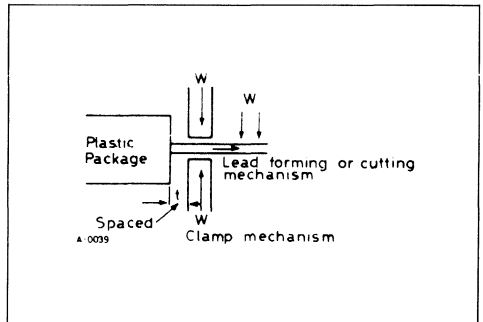 W
W
Plastic
Package
Lead forming or cutting
mechanism
t
Spaced
W
A-0039
Clamp mechanism